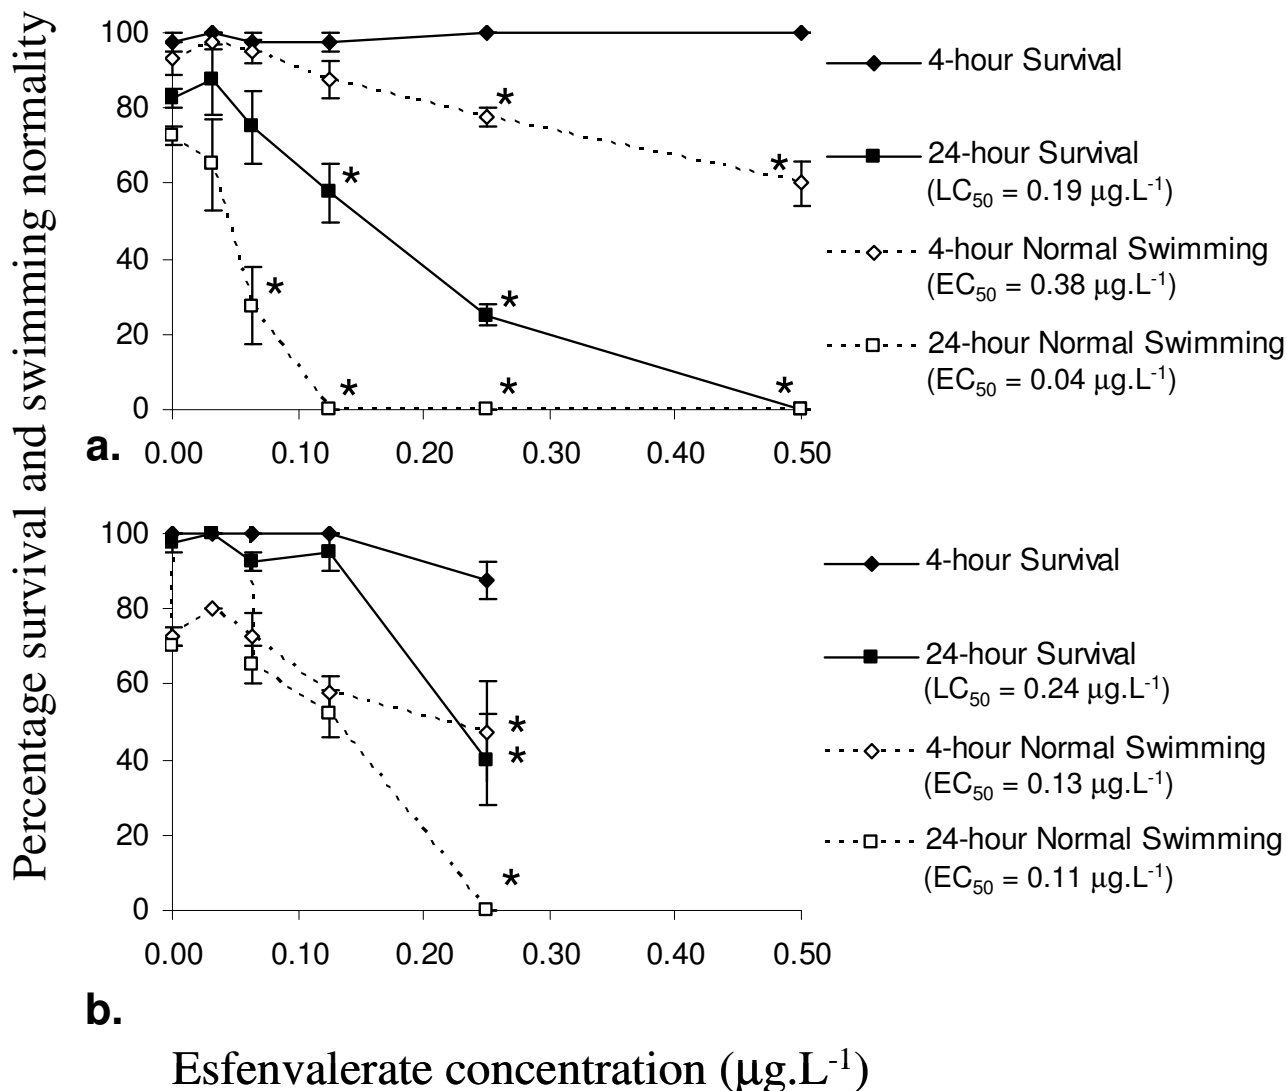 Percentage survival and swimming normality
100
80
60
40
20
0
a.
0.00 0.10 0.20 0.30 0.40 0.50
4-hour Survival
24-hour Survival
(LC50 = 0.19 µg.L-1)
4-hour Normal Swimming
(EC50 = 0.38 µg.L-1)
24-hour Normal Swimming
(EC50 = 0.04 µg.L-1)
* * * * * * * *
100
80
60
40
20
0
0.00 0.10 0.20 0.30 0.40 0.50
b.
4-hour Survival
24-hour Survival
(LC50 = 0.24 µg.L-1)
4-hour Normal Swimming
(EC50 = 0.13 µg.L-1)
24-hour Normal Swimming
(EC50 = 0.11 µg.L-1)
* * *
Esfenvalerate concentration (µg.L-1)